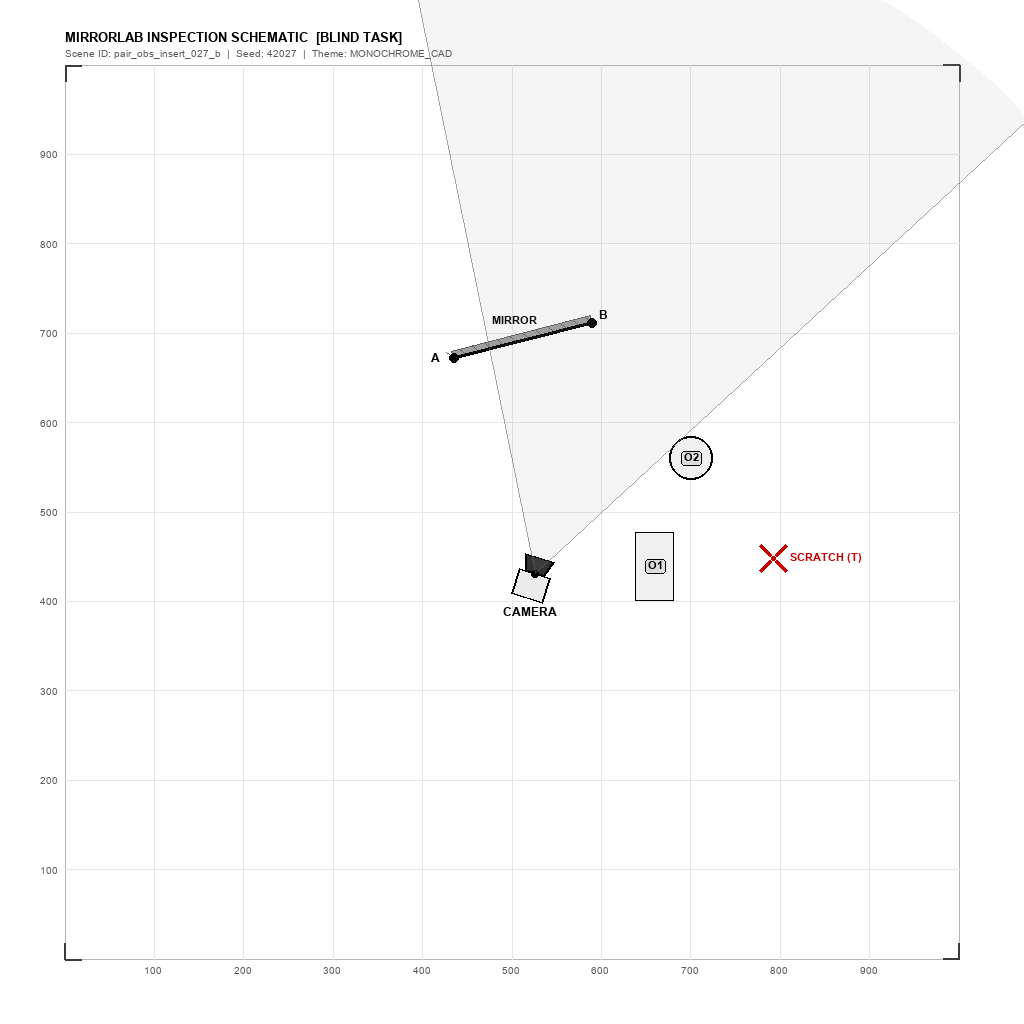 MIRRORLAB INSPECTION SCHEMATIC [BLIND TASK]
Scene ID: pair_obs_insert_027_b | Seed: 42027 | Theme: MONOCHROME_CAD
900
800
700
600
500
400
300
200
100
MIRROR
A
B
O2
O1
SCRATCH (T)
CAMERA
100 200 300 400 500 600 700 800 900